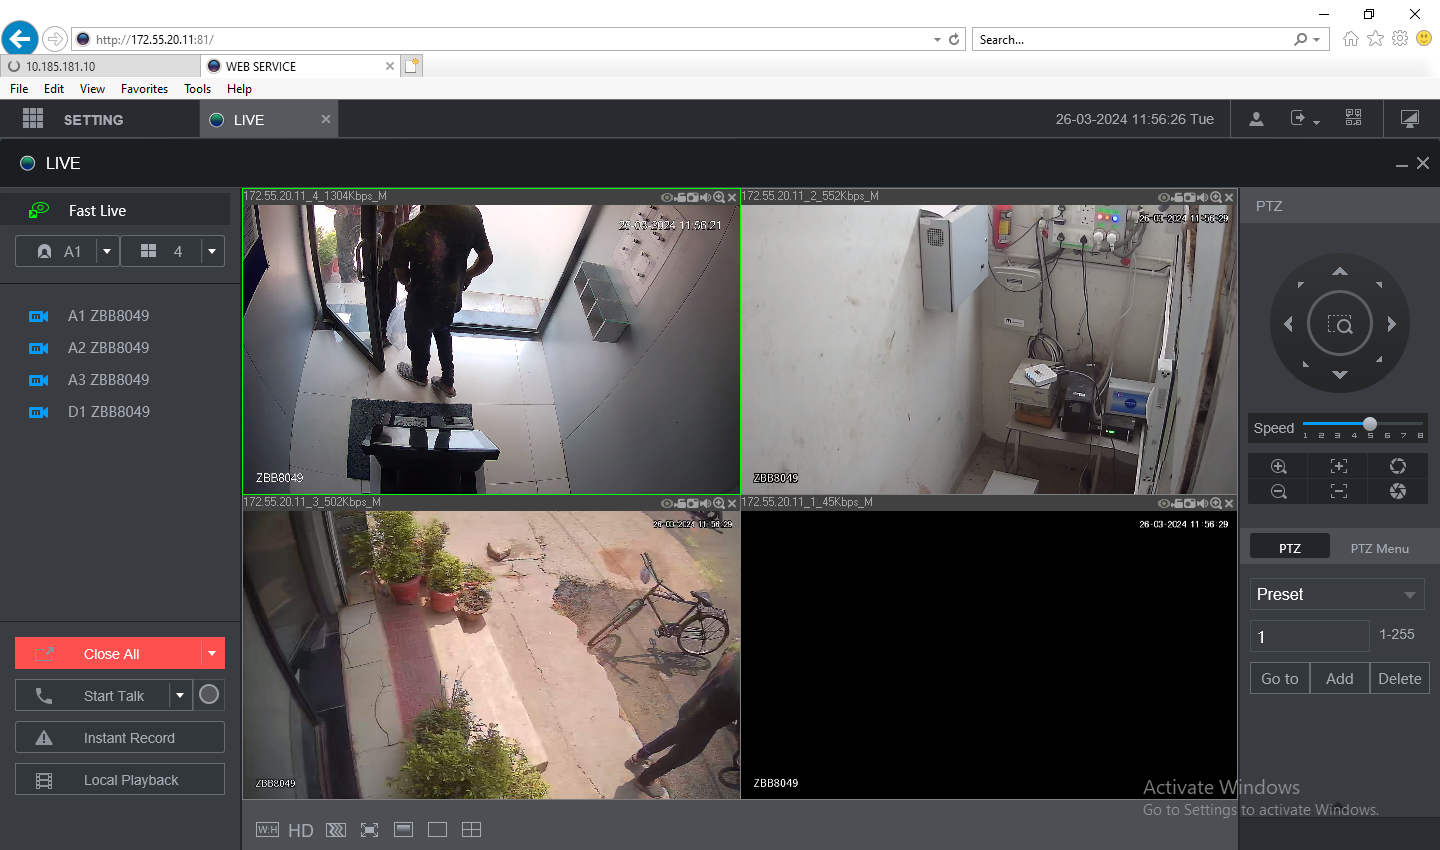 http://172.55.20.11:81/
Search...
10.185.181.10
WEB SERVICE
File Edit View Favorites Tools Help
SETTING
LIVE
26-03-2024 11:56:26 Tue
LIVE
Fast Live
A1
4
A1 ZBB8049
A2 ZBB8049
A3 ZBB8049
D1 ZBB8049
Close All
Start Talk
Instant Record
Local Playback
172.55.20.11_4_1304Kbps_M
26-03-2024 11:56:21
ZBB8049
172.55.20.11_2_552Kbps_M
26-03-2024 11:56:29
ZBB8049
172.55.20.11_3_502Kbps_M
26-03-2024 11:56:29
ZBB8049
172.55.20.11_1_45Kbps_M
26-03-2024 11:56:29
ZBB8049
W:H HD
PTZ
Speed
1 2 3 4 5 6 7 8
PTZ PTZ Menu
Preset
1 1-255
Go to Add Delete
Activate Windows
Go to Settings to activate Windows.